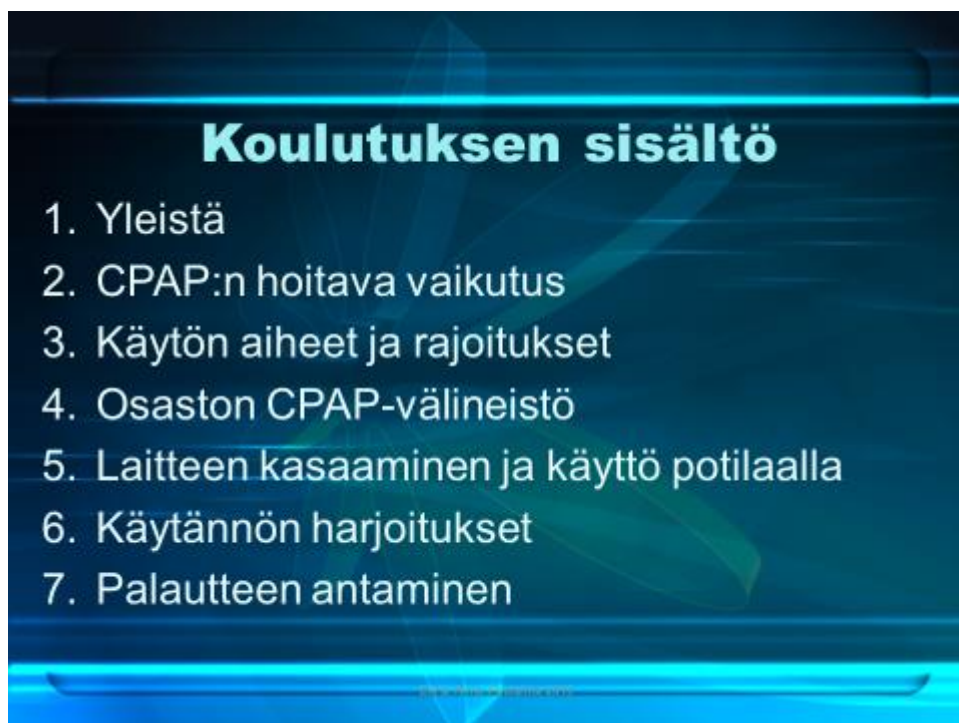 Koulutuksen sisältö
1. Yleistä
2. CPAP:n hoitava vaikutus
3. Käytön aiheet ja rajoitukset
4. Osaston CPAP-välineistö
5. Laitteen kasaaminen ja käyttö potilaalla
6. Käytännön harjoitukset
7. Palautteen antaminen